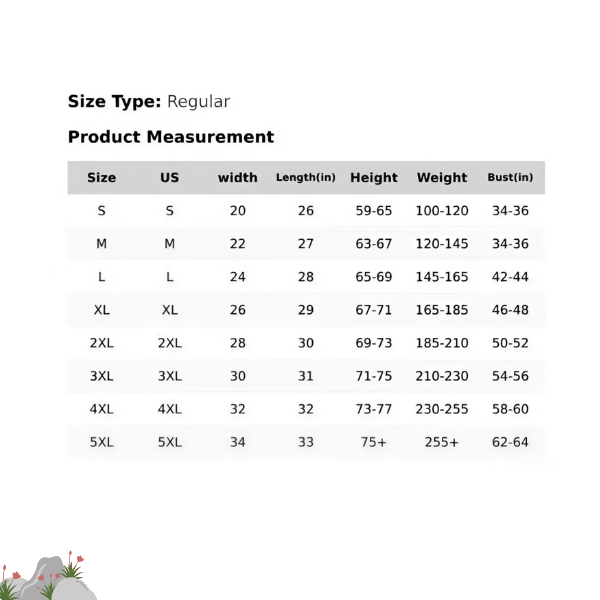 Size Type: Regular
Product Measurement
Size US width Length(in) Height Weight Bust(in)
S S 20 26 59-65 100-120 34-36
M M 22 27 63-67 120-145 34-36
L L 24 28 65-69 145-165 42-44
XL XL 26 29 67-71 165-185 46-48
2XL 2XL 28 30 69-73 185-210 50-52
3XL 3XL 30 31 71-75 210-230 54-56
4XL 4XL 32 32 73-77 230-255 58-60
5XL 5XL 34 33 75+ 255+ 62-64